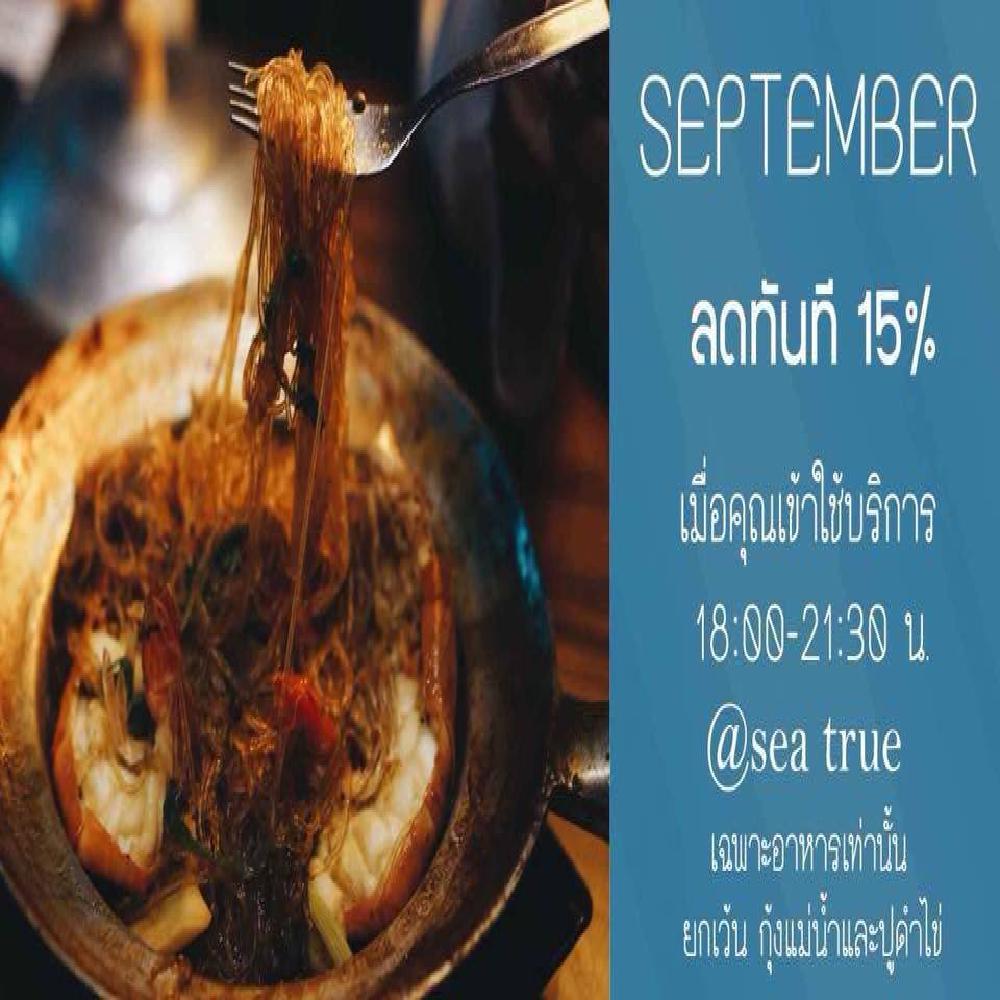 SEPTEMBER
ลดทันที 15%
เมื่อคุณเข้าใช้บริการ
18:00-21:30 น.
@sea true
เฉพาะอาหารเท่านั้น
ยกเว้น กุ้งแม่น้ำและปูดำไข่